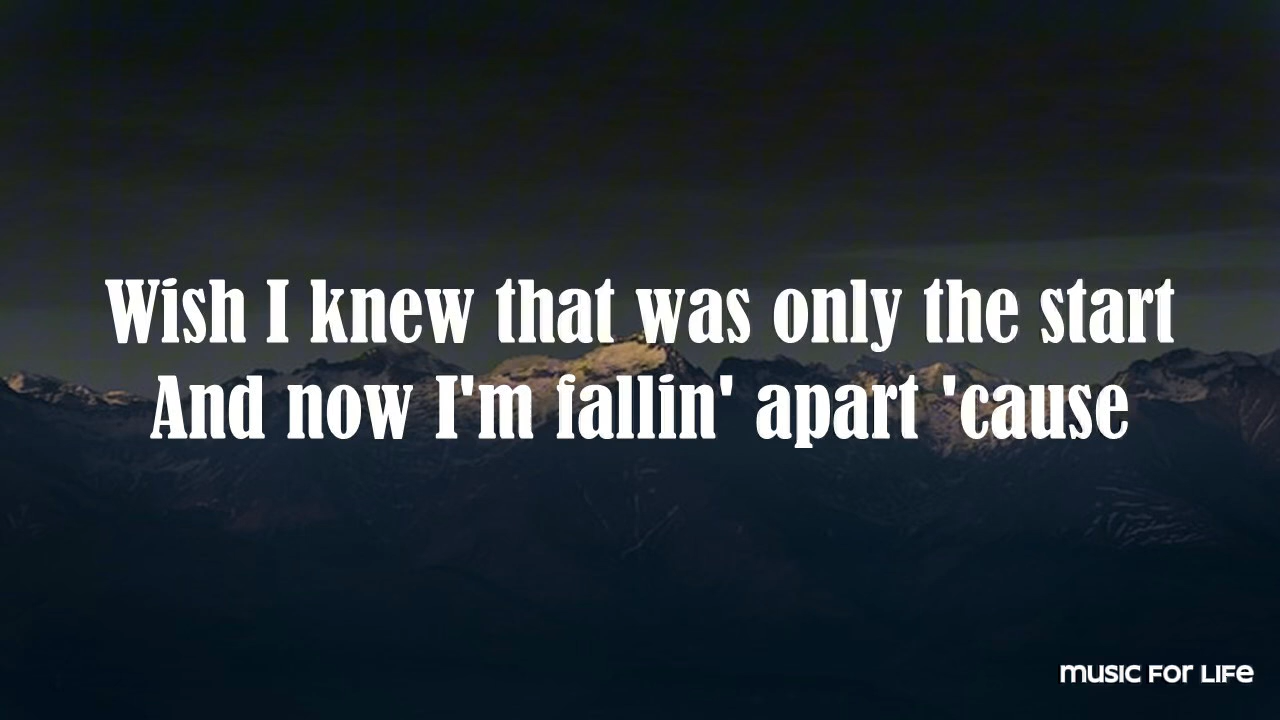 Wish I knew that was only the start
And now I'm fallin' apart 'cause
MUSIC FOR LIFE